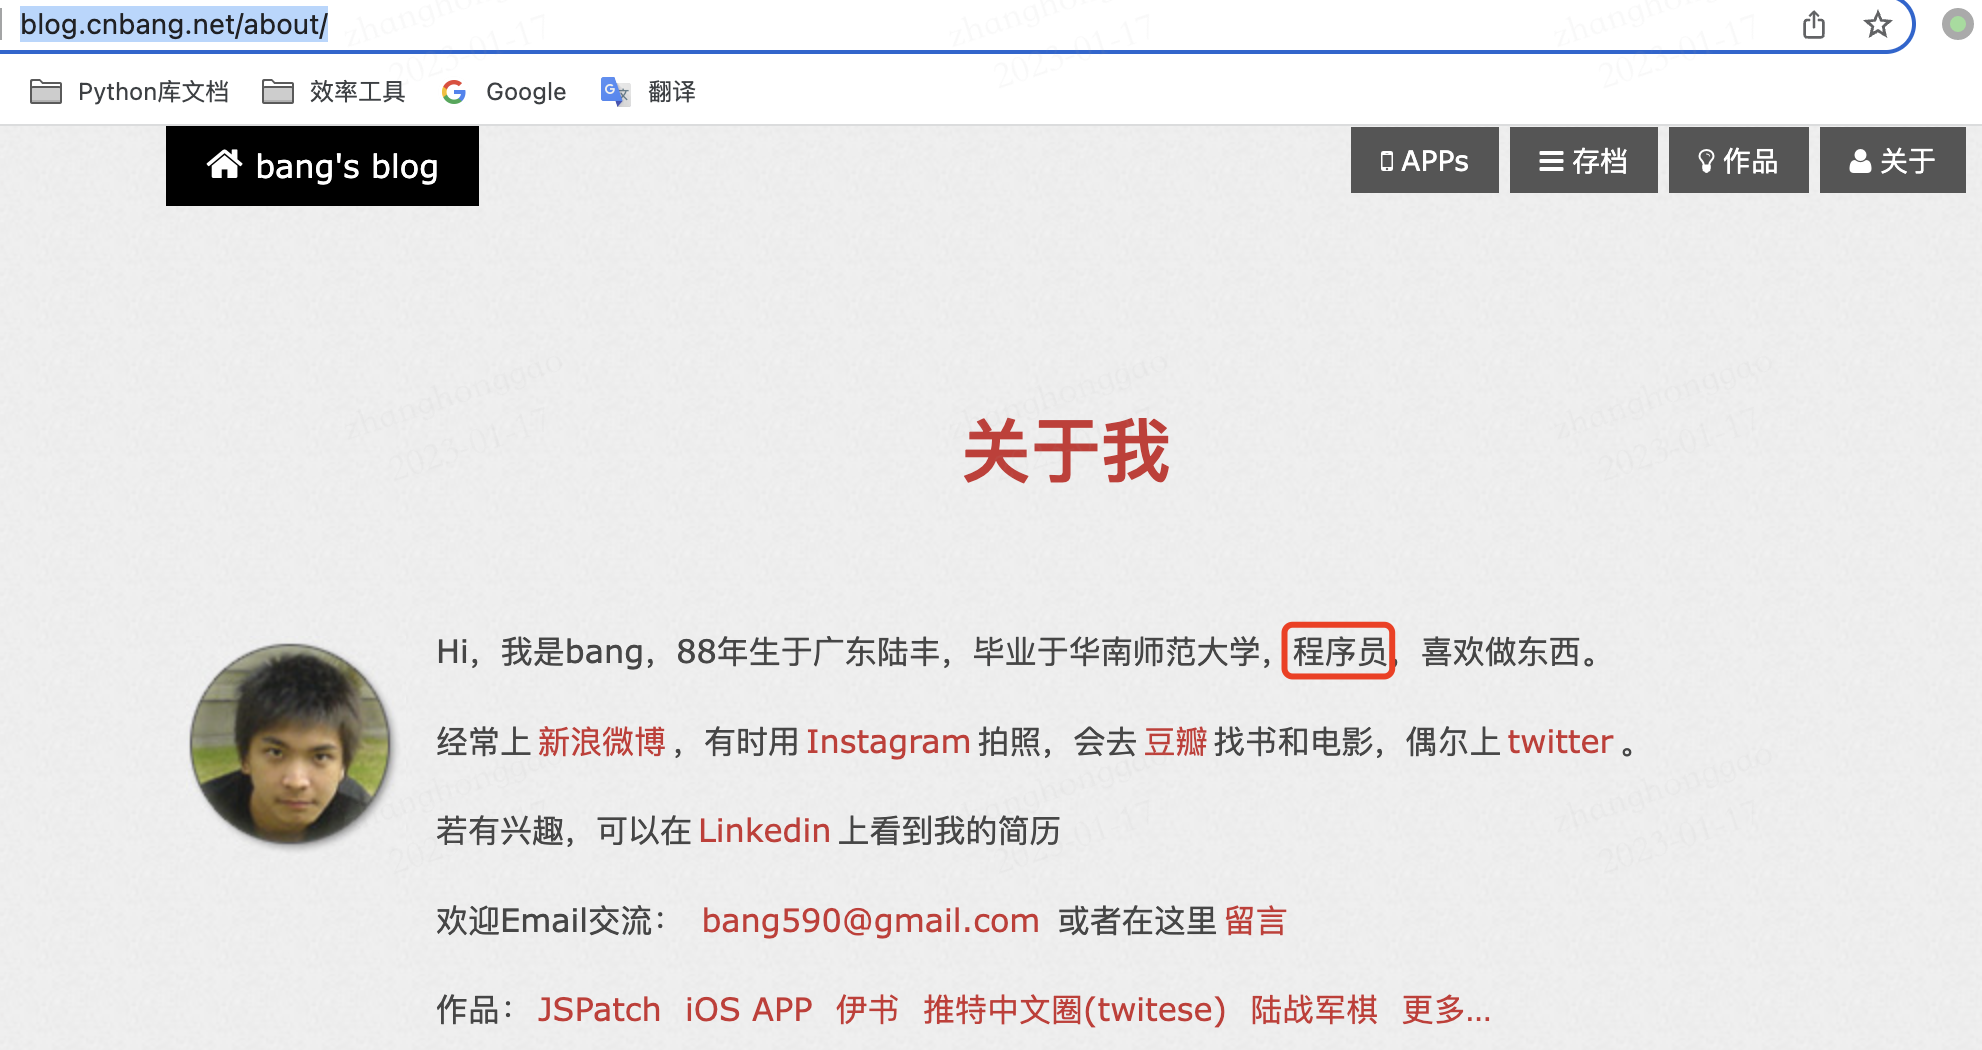 blog.cnbang.net/about/
Python库文档 效率工具 Google 翻译
bang's blog APPs 存档 作品 关于
关于我
Hi，我是bang，88年生于广东陆丰，毕业于华南师范大学，程序员，喜欢做东西。
经常上 新浪微博 ，有时用 Instagram 拍照，会去 豆瓣 找书和电影，偶尔上 twitter 。
若有兴趣，可以在 Linkedin 上看到我的简历
欢迎Email交流： bang590@gmail.com 或者在这里 留言
作品： JSPatch iOS APP 伊书 推特中文圈(twitese) 陆战军棋 更多...
zhanghonggao
2023-01-17